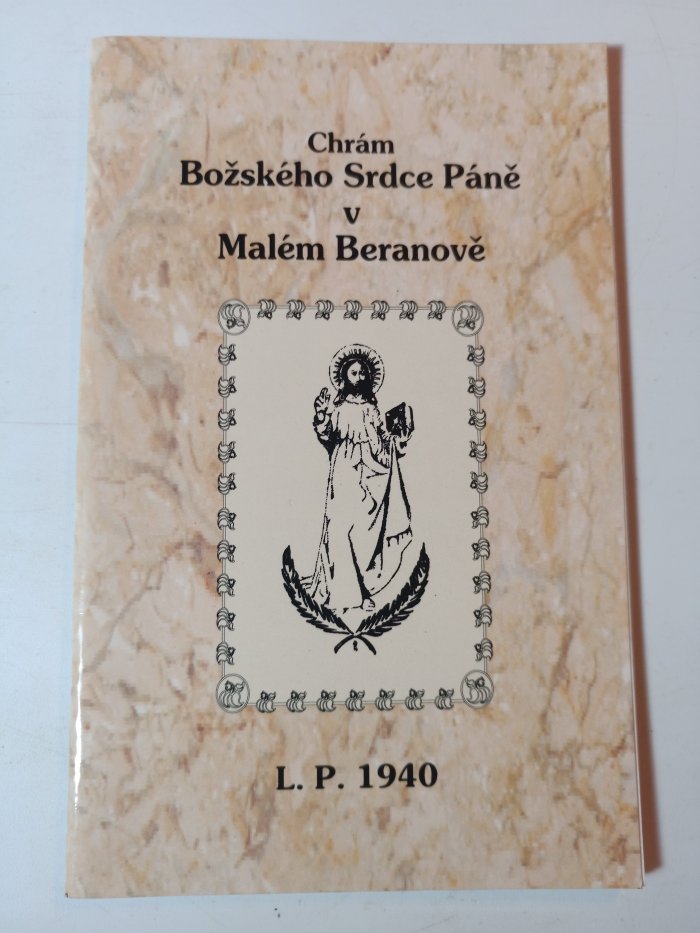 Chrám
Božského Srdce Páně
v
Malém Beranově
L. P. 1940